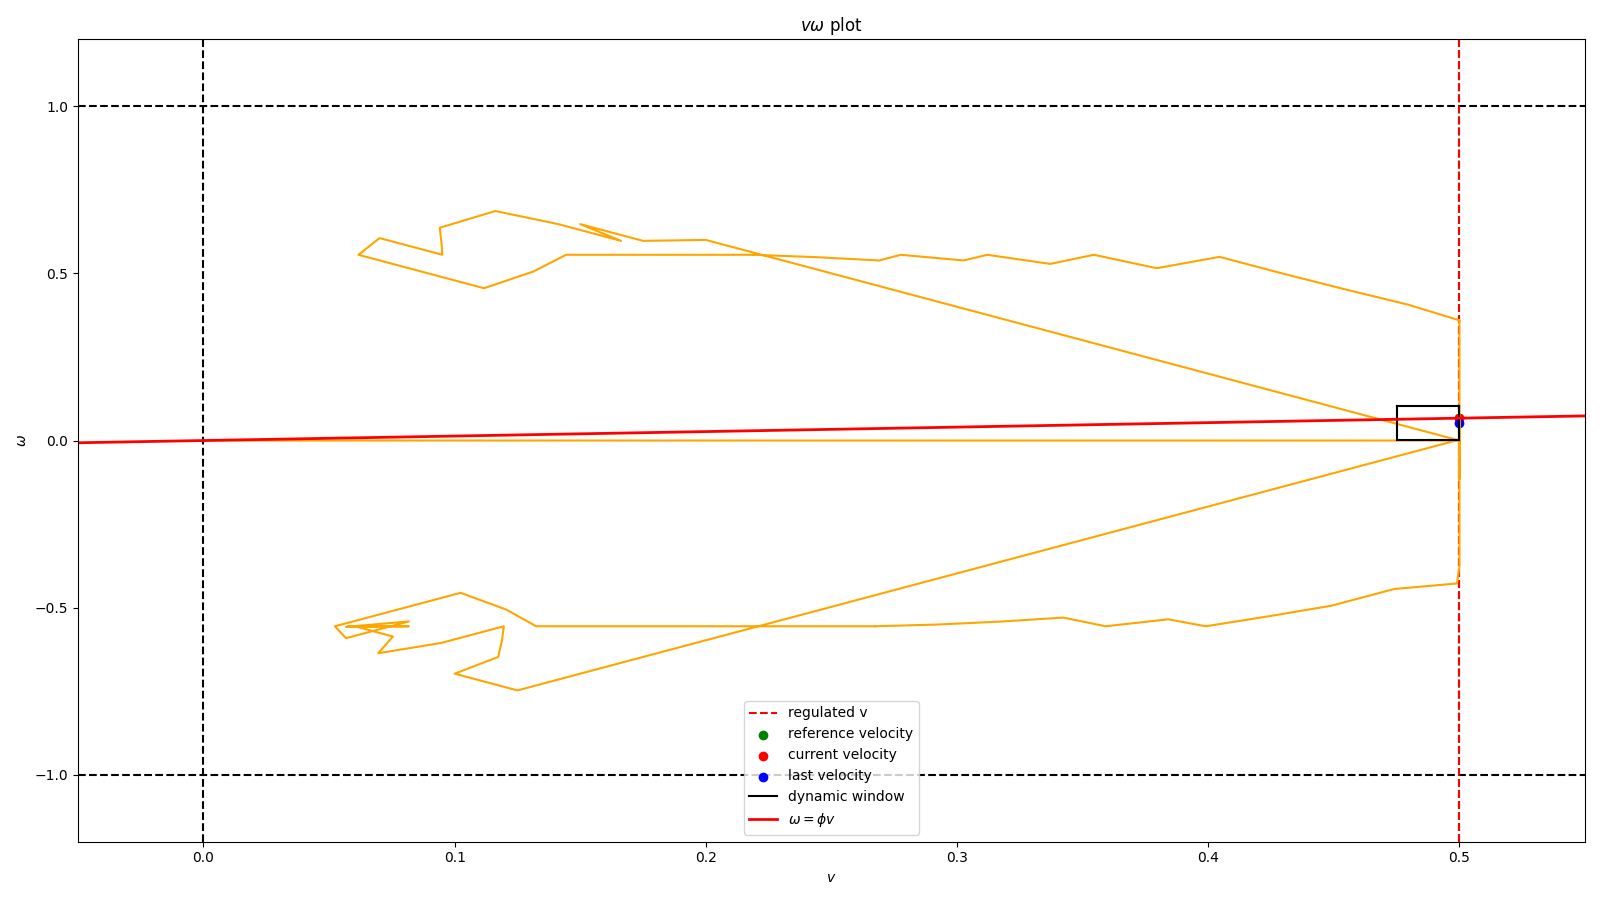 vω plot
1.0
0.5
0.0
−0.5
−1.0
ω
0.0 0.1 0.2 0.3 0.4 0.5
v
regulated v
reference velocity
current velocity
last velocity
dynamic window
ω = ϕv